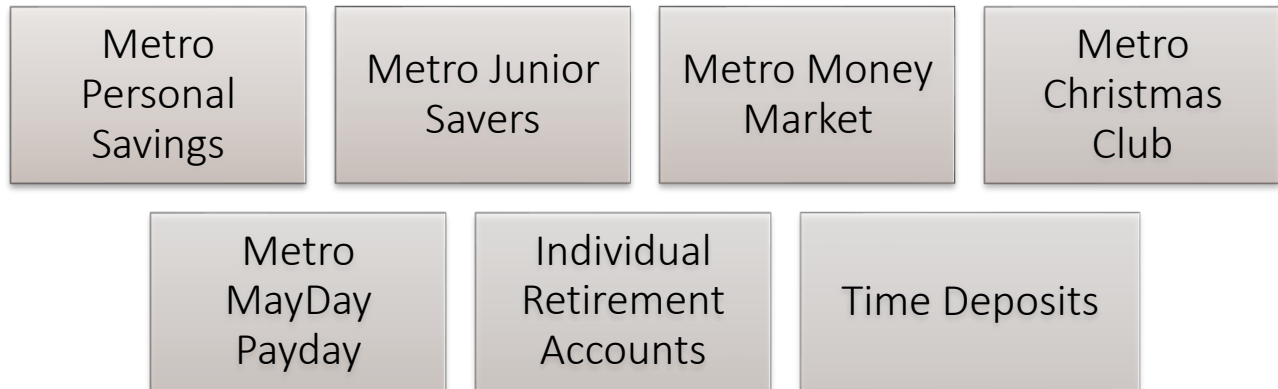 Metro
Personal
Savings
Metro Junior
Savers
Metro Money
Market
Metro
Christmas
Club
Metro
MayDay
Payday
Individual
Retirement
Accounts
Time Deposits